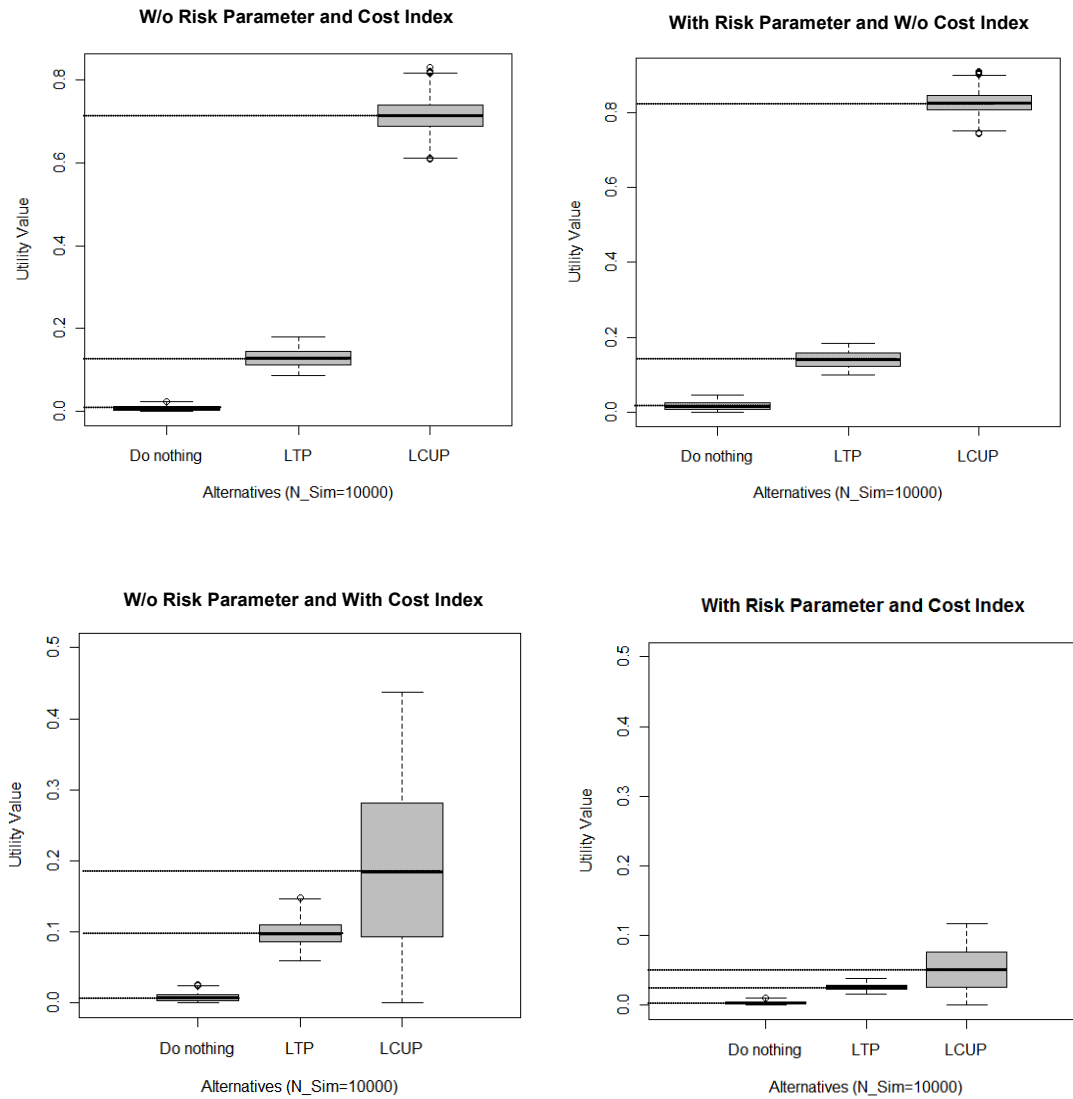 W/o Risk Parameter and Cost Index
0.8
0.6
0.4
0.2
0.0
Utility Value
Do nothing LTP LCUP
Alternatives (N_Sim=10000)
With Risk Parameter and W/o Cost Index
0.8
0.6
0.4
0.2
0.0
Utility Value
Do nothing LTP LCUP
Alternatives (N_Sim=10000)
W/o Risk Parameter and With Cost Index
0.5
0.4
0.3
0.2
0.1
0.0
Utility Value
Do nothing LTP LCUP
Alternatives (N_Sim=10000)
With Risk Parameter and Cost Index
0.5
0.4
0.3
0.2
0.1
0.0
Utility Value
Do nothing LTP LCUP
Alternatives (N_Sim=10000)